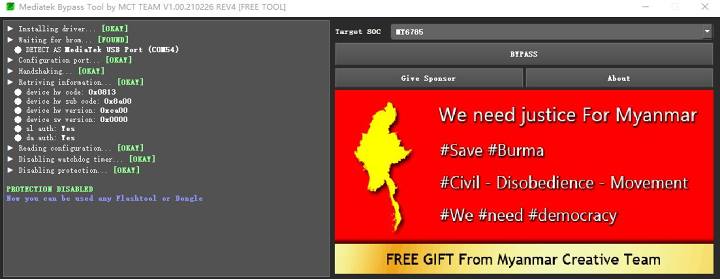 Mediatek Bypass Tool by MCT TEAM V1.00.210226 REV4 [FREE TOOL]
Installing driver... [OKAY]
Waiting for brom... [FOUND]
DETECT AS MediaTek USB Port (COM54)
Configuration port... [OKAY]
Handshaking... [OKAY]
Retriving information... [OKAY]
device hw code: 0x0813
device hw sub code: 0x8a00
device hw version: 0xca00
device sw version: 0x0000
sl auth: Yes
da auth: Yes
Reading configuration... [OKAY]
Disabling watchdog timer... [OKAY]
Disabling protection... [OKAY]
PROTECTION DISABLED
Now you can be used any Flashtool or Dongle
Target SOC MT6785
BYPASS
Give Sponsor About
We need justice For Myanmar
#Save #Burma
#Civil - Disobedience - Movement
#We #need #democracy
FREE GIFT From Myanmar Creative Team